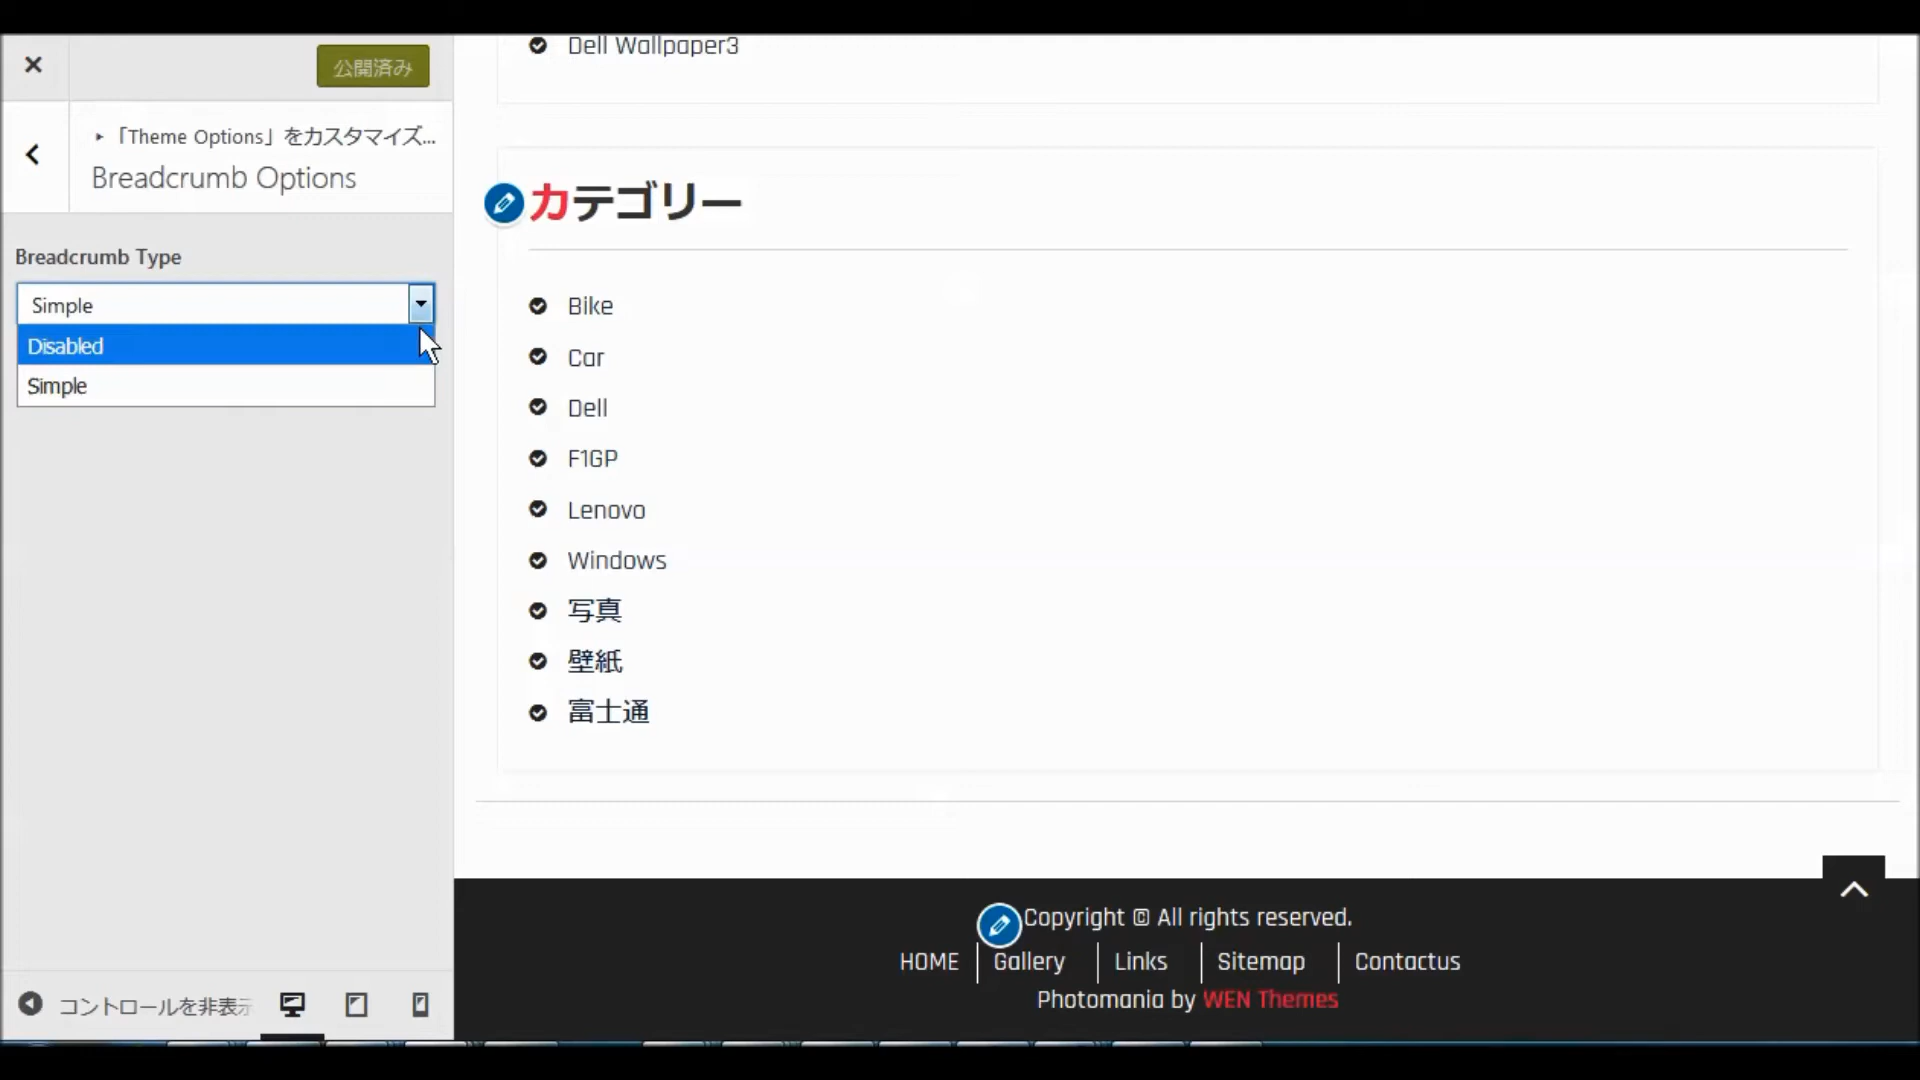 公開済み
▸ 「Theme Options」をカスタマイズ...
Breadcrumb Options
Breadcrumb Type
Simple
Disabled
Simple
コントロールを非表示
Dell Wallpaper3
カテゴリー
Bike
Car
Dell
F1GP
Lenovo
Windows
写真
壁紙
富士通
Copyright © All rights reserved.
HOME Gallery Links Sitemap Contactus
Photomania by WEN Themes